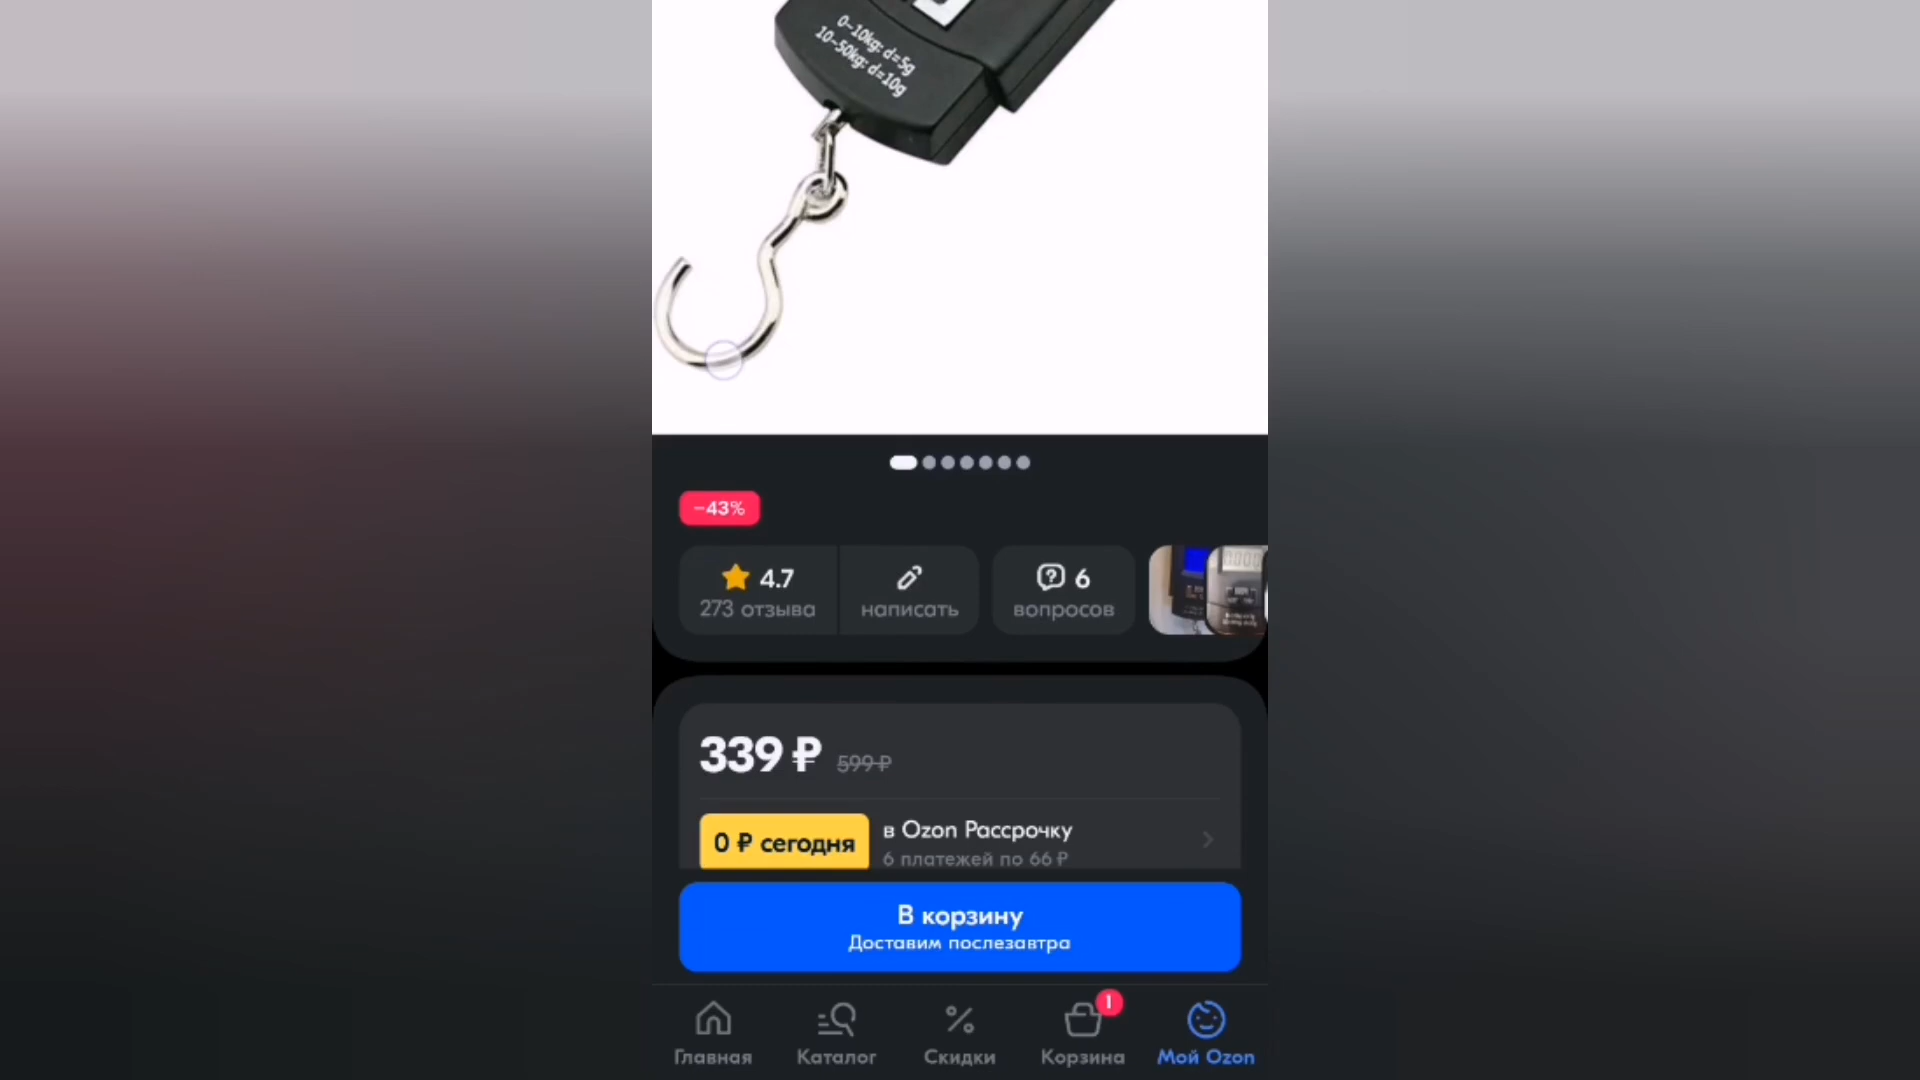 0-10kg: d=5g
10-50kg: d=10g
-43%
4.7
273 отзыва
написать
6
вопросов
339 ₽ 599 ₽
0 ₽ сегодня
в Ozon Рассрочку
6 платежей по 66 ₽
В корзину
Доставим послезавтра
1
Главная
Каталог
Скидки
Корзина
Мой Ozon